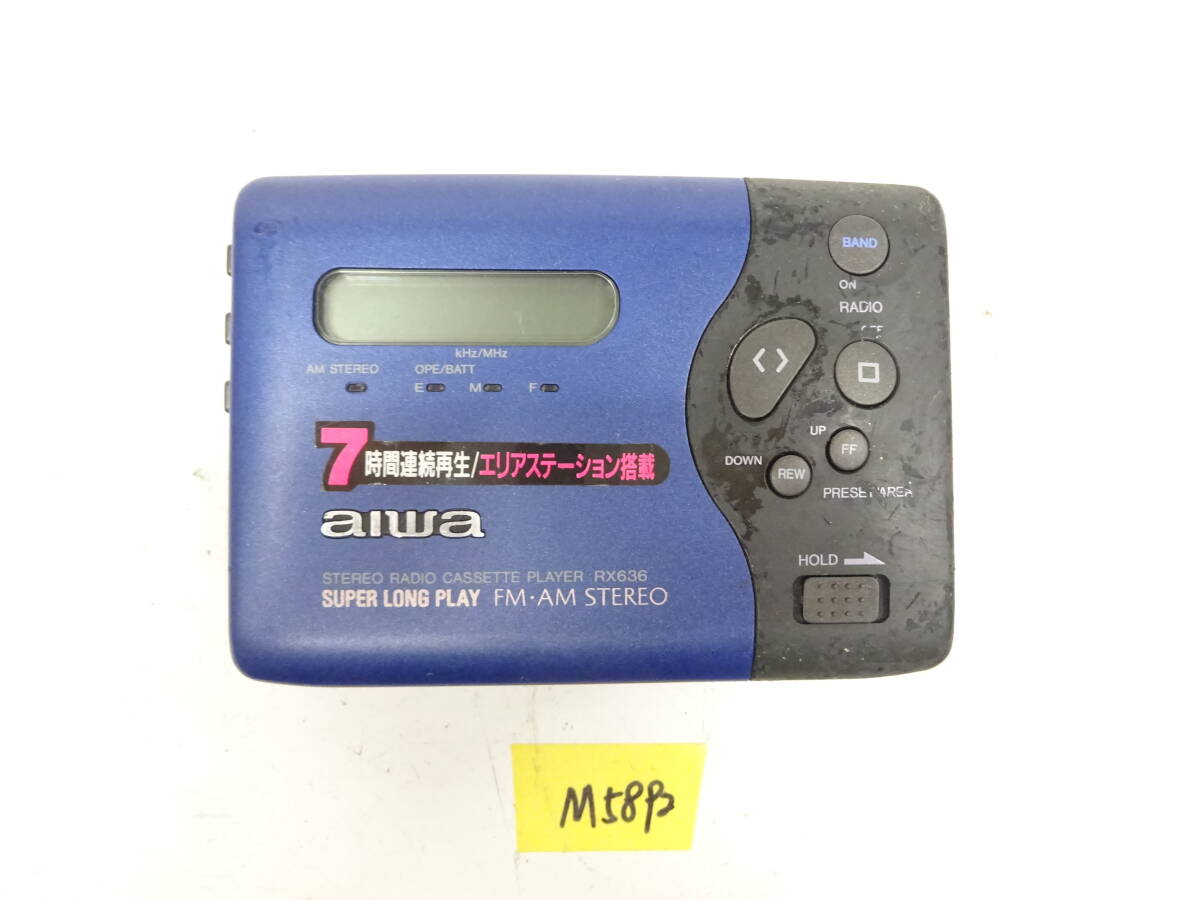 BAND
ON
RADIO
kHz/MHz
AM STEREO OPE/BATT
E M F
UP
FF
DOWN
REW
PRESET/AREA
7時間連続再生/エリアステーション搭載
aiwa
HOLD
STEREO RADIO CASSETTE PLAYER RX636
SUPER LONG PLAY FM·AM STEREO